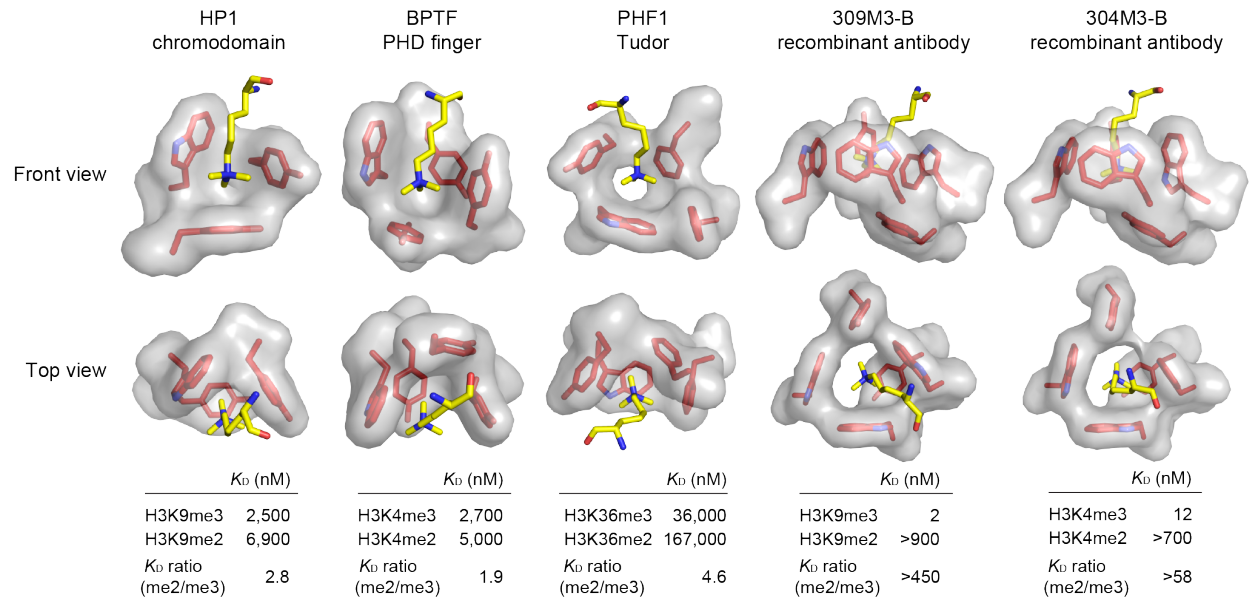 HP1
chromodomain
BPTF
PHD finger
PHF1
Tudor
309M3-B
recombinant antibody
304M3-B
recombinant antibody
Front view
Top view
KD (nM)
H3K9me3 2,500
H3K9me2 6,900
KD ratio
(me2/me3) 2.8
KD (nM)
H3K4me3 2,700
H3K4me2 5,000
KD ratio
(me2/me3) 1.9
KD (nM)
H3K36me3 36,000
H3K36me2 167,000
KD ratio
(me2/me3) 4.6
KD (nM)
H3K9me3 2
H3K9me2 >900
KD ratio
(me2/me3) >450
KD (nM)
H3K4me3 12
H3K4me2 >700
KD ratio
(me2/me3) >58